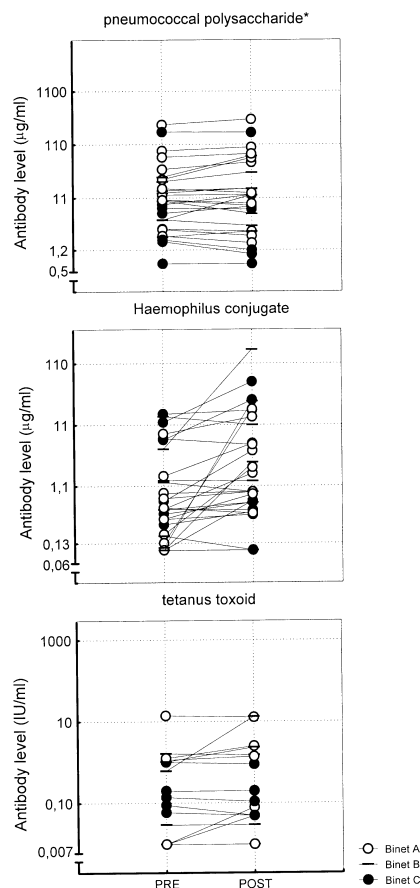 pneumococcal polysaccharide*
Antibody level (µg/ml)
1100
110
11
1,2
0,5
Haemophilus conjugate
Antibody level (µg/ml)
110
11
1,1
0,13
0,06
tetanus toxoid
Antibody level (IU/ml)
1000
10
0,10
0,007
PRE POST
Binet A
Binet B
Binet C